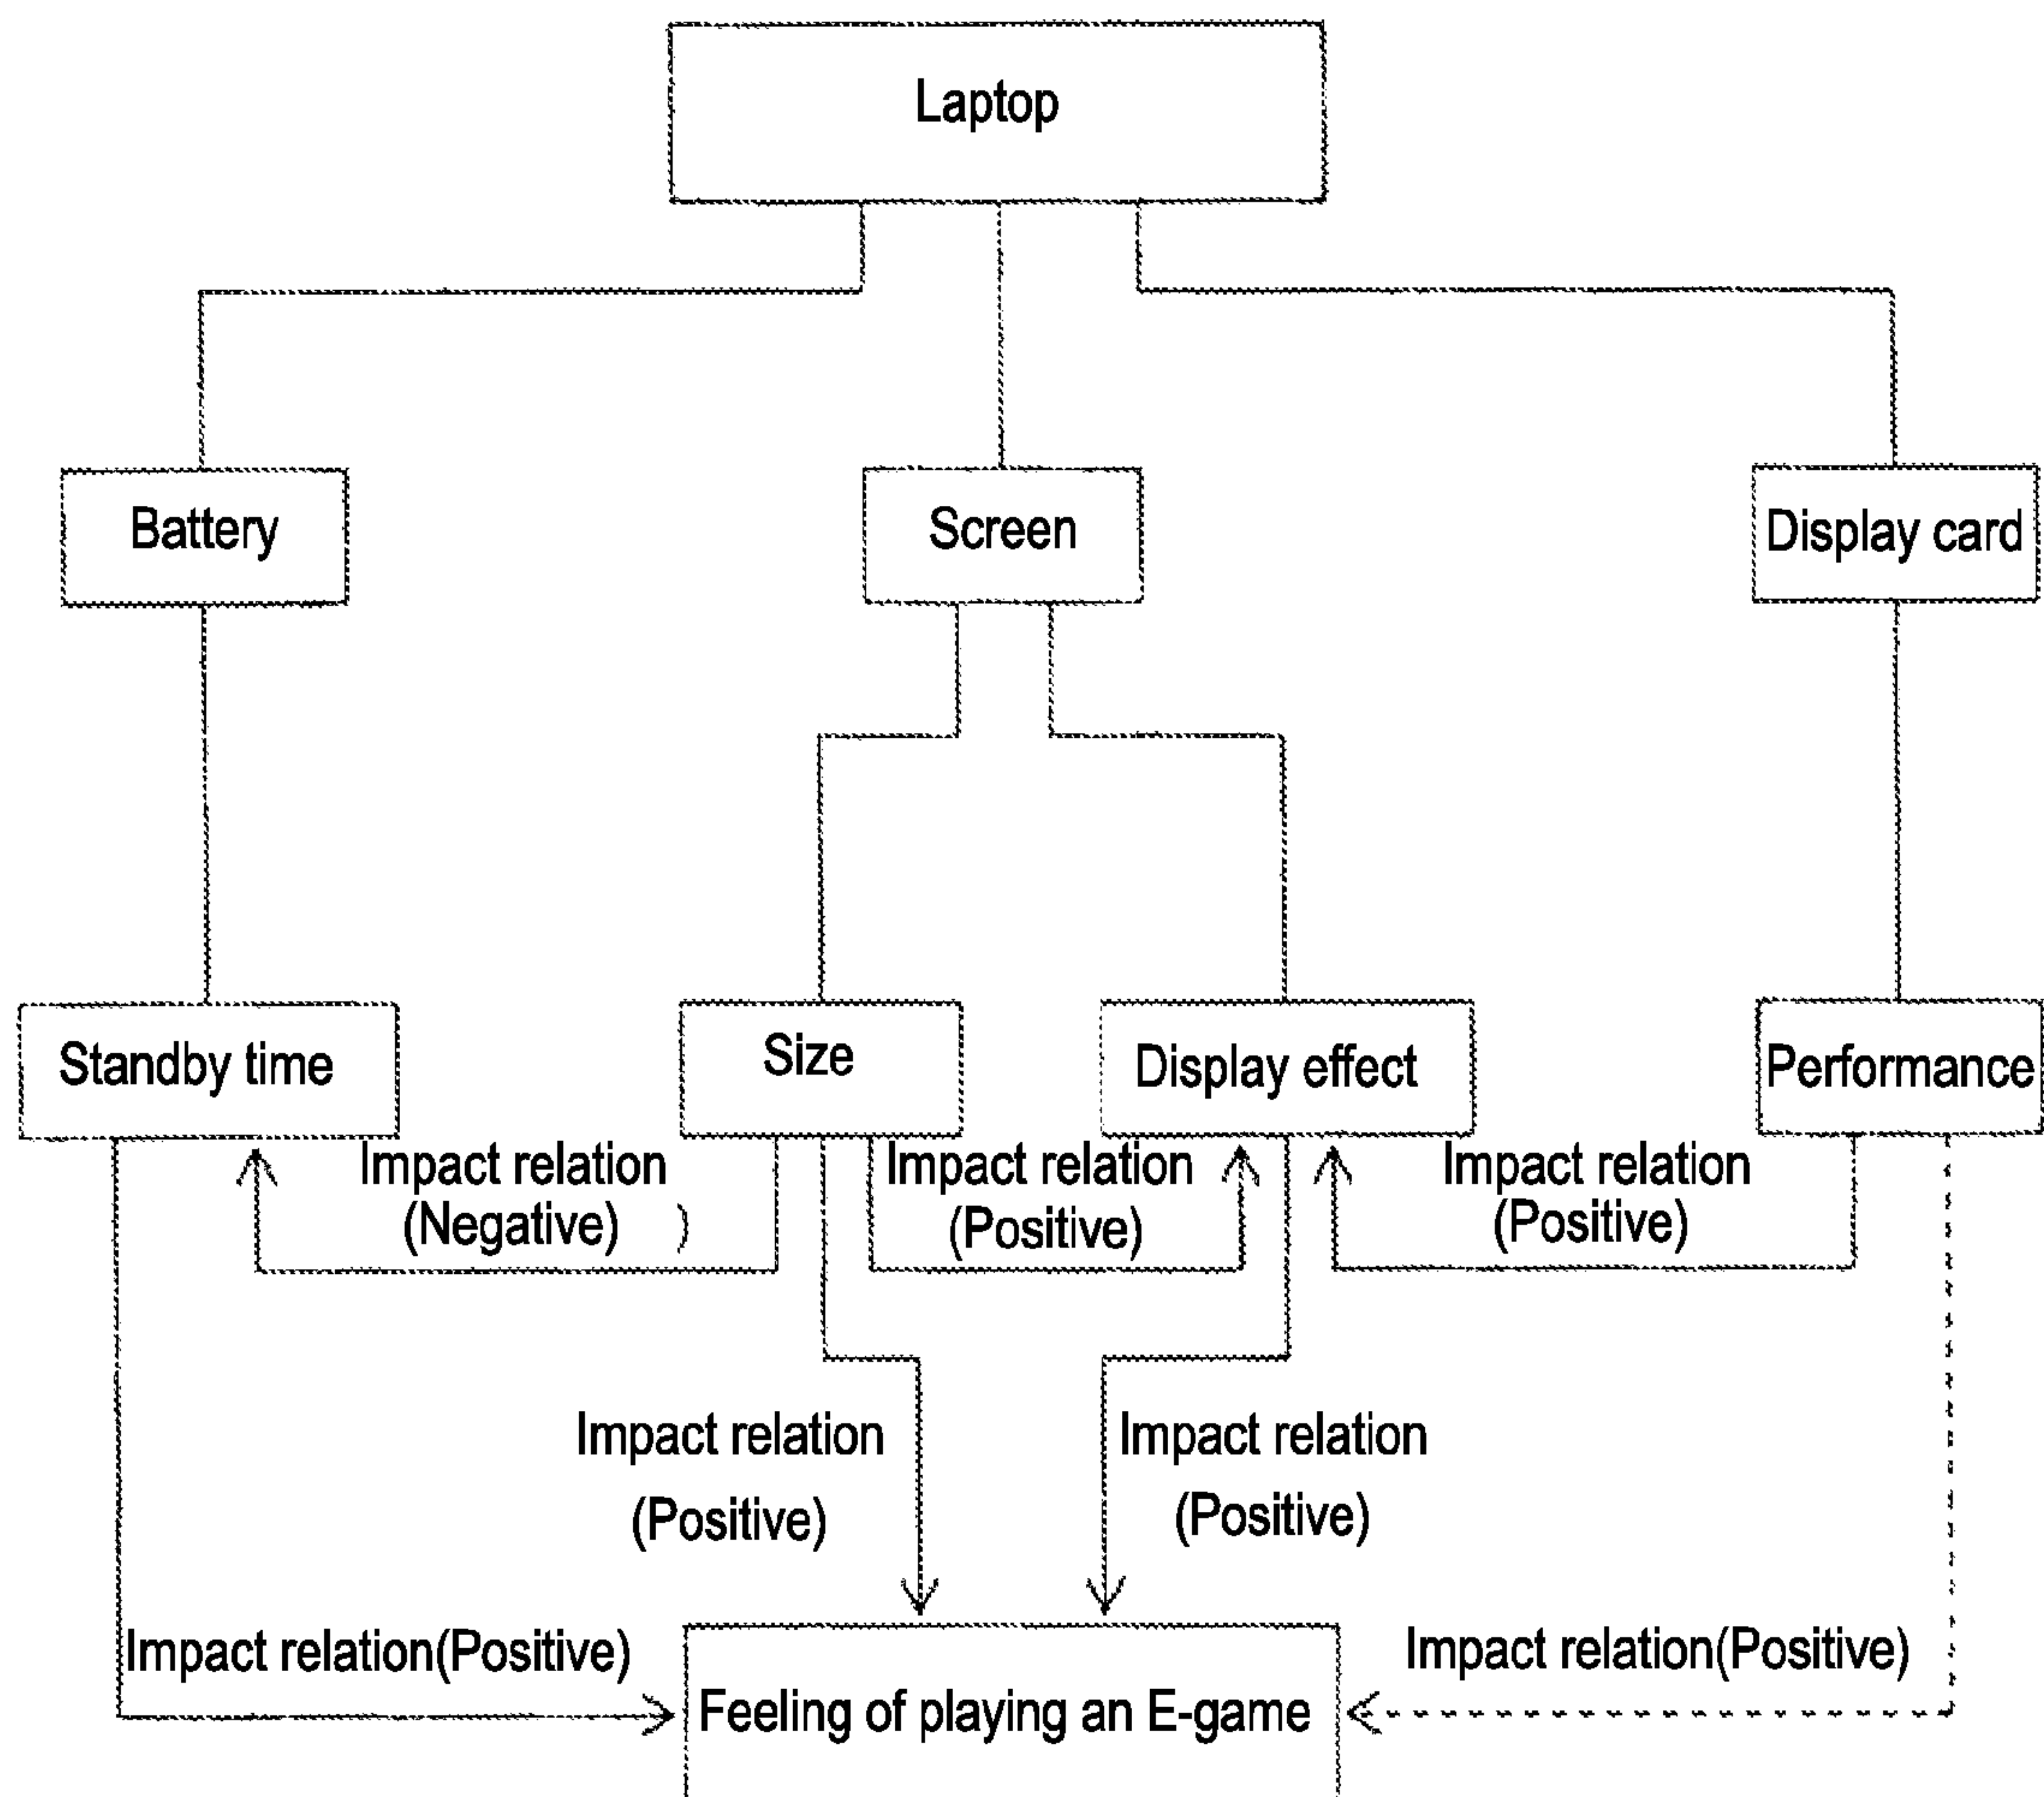 Laptop
Battery
Screen
Display card
Standby time
Size
Display effect
Performance
Impact relation
(Negative) )
Impact relation
(Positive)
Impact relation
(Positive)
Impact relation
(Positive)
Impact relation
(Positive)
Impact relation(Positive)
Impact relation(Positive)
Feeling of playing an E-game